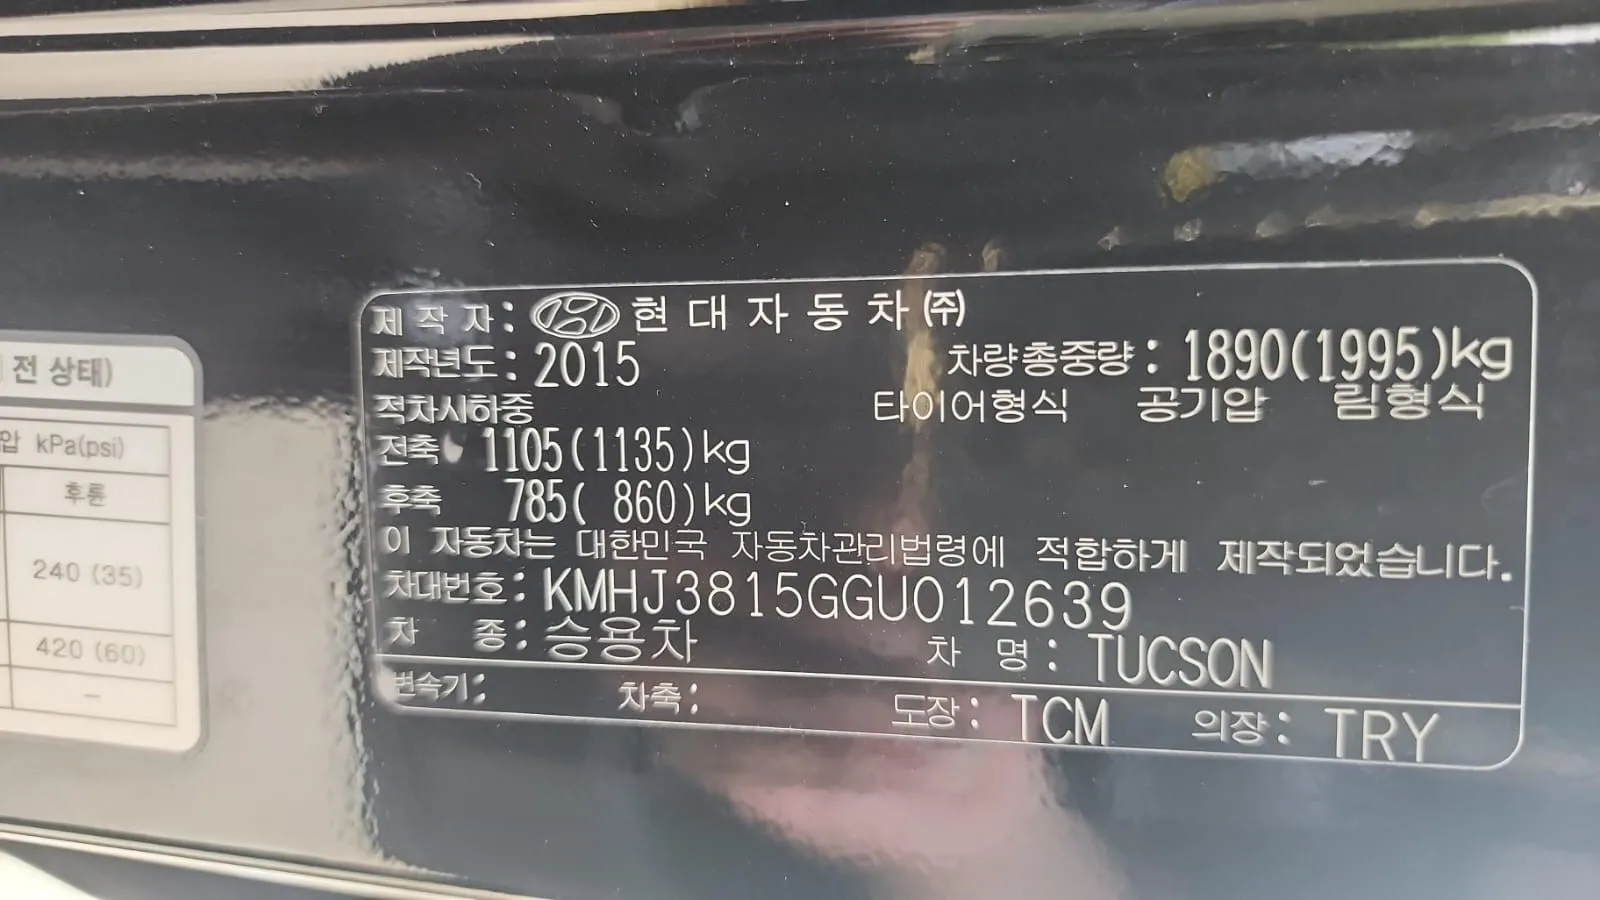 전 상태)
압 kPa(psi)
후륜
240 (35)
420 (60)
–
제 작 자 : 현 대 자 동 차 ㈜
제작년도 : 2015 차량총중량 : 1890(1995)kg
적차시하중 타이어형식 공기압 림형식
전축 1105(1135)kg
후축 785( 860)kg
이 자동차는 대한민국 자동차관리법령에 적합하게 제작되었습니다.
차대번호 : KMHJ3815GGU012639
차 종 : 승용차 차 명 : TUCSON
변속기 : 차축 : 도장 : TCM 의장 : TRY